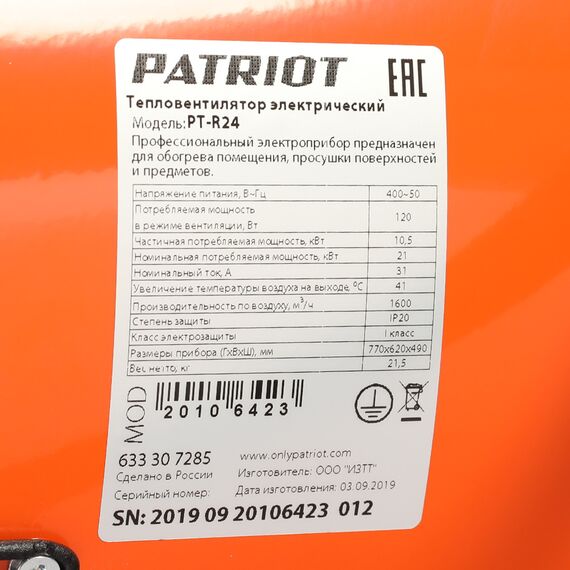 PATRIOT
EAC
Тепловентилятор электрический
Модель:PT-R24
Профессиональный электроприбор предназначен
для обогрева помещения, просушки поверхностей
и предметов.
Напряжение питания, В~Гц 400~50
Потребляемая мощность
в режиме вентиляции, Вт 120
Частичная потребляемая мощность, кВт 10,5
Номинальная потребляемая мощность, кВт 21
Номинальный ток, А 31
Увеличение температуры воздуха на выходе, °С 41
Производительность по воздуху, м³/ч 1600
Степень защиты IP20
Класс электрозащиты I класс
Размеры прибора (ГхВхШ), мм 770х620х490
Вес нетто, кг 21,5
MOD
20106423
633 30 7285
www.onlypatriot.com
Сделано в России
Изготовитель: ООО "ИЗТТ"
Серийный номер:
Дата изготовления 03.09.2019
SN: 2019 09 20106423 012